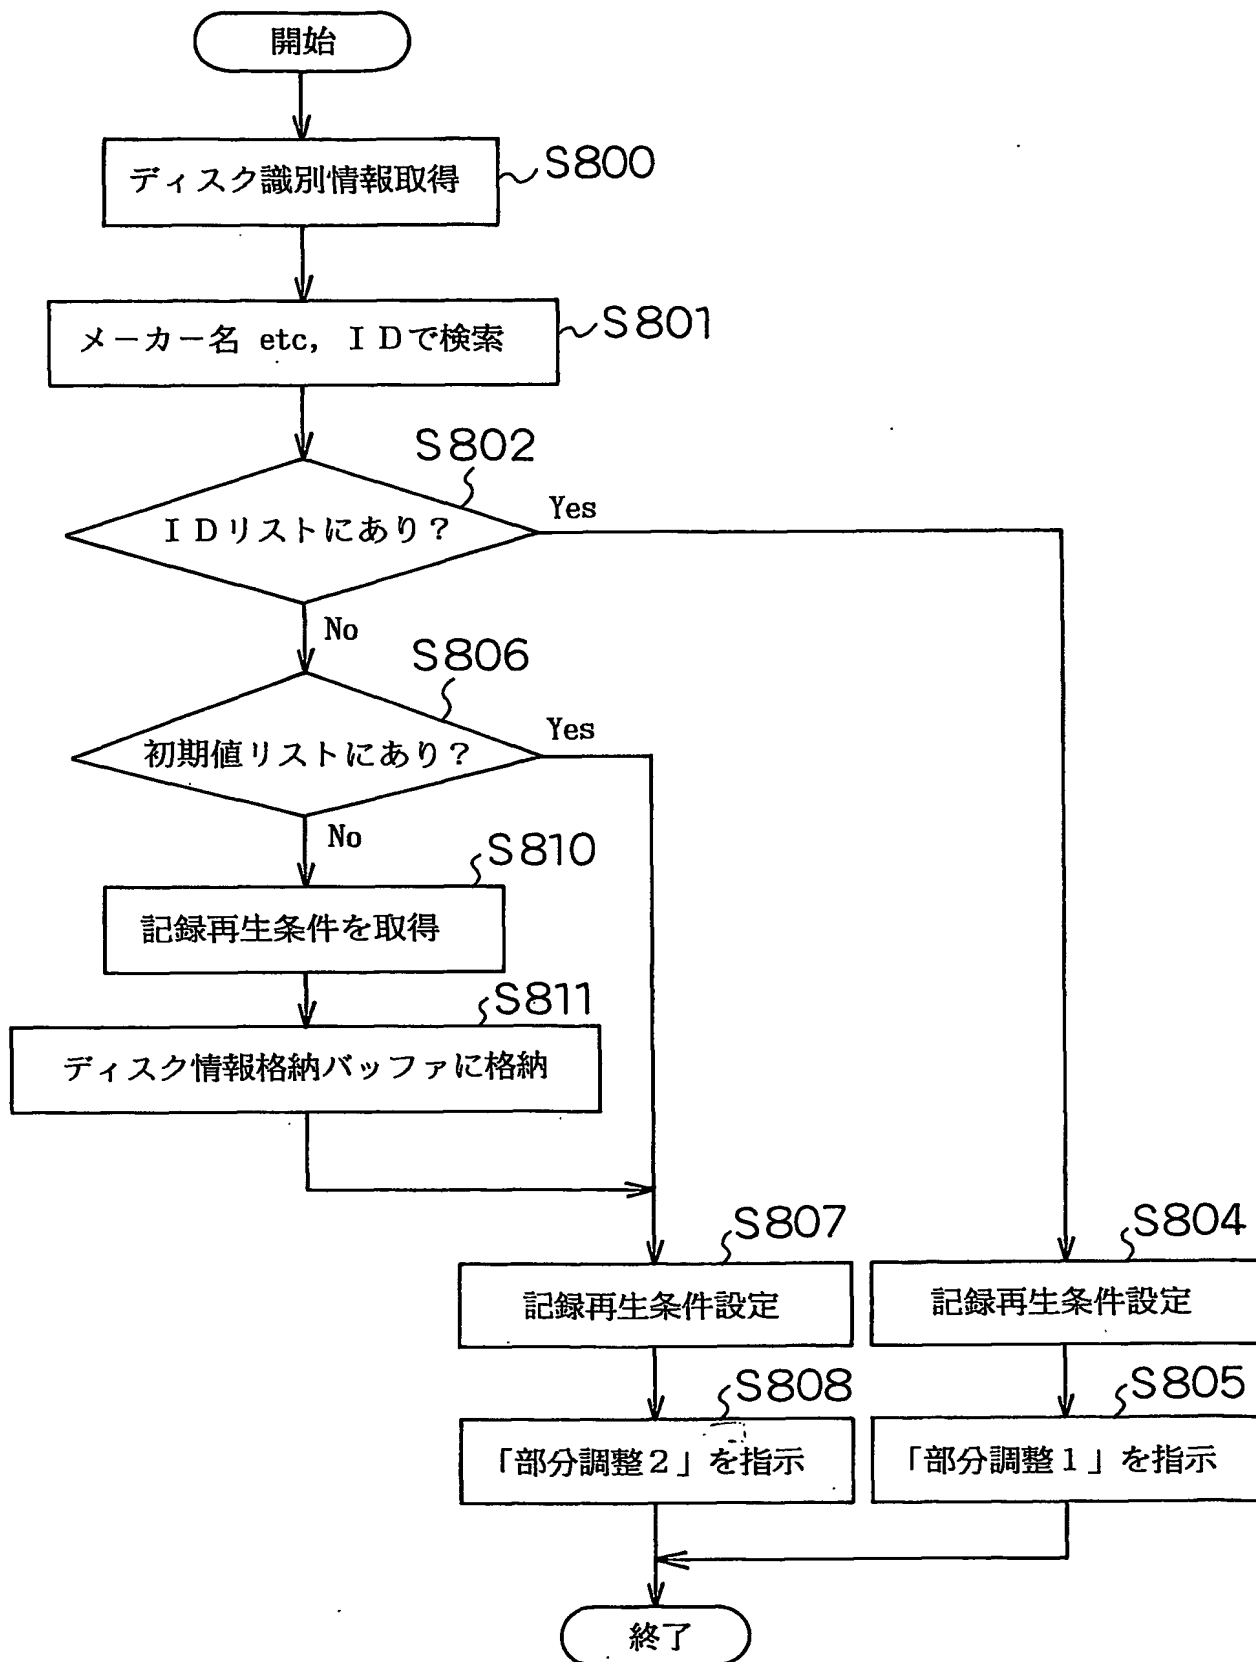 開始
ディスク識別情報取得
S800
メーカー名 etc, IDで検索
S801
S802
IDリストにあり?
Yes
No
S806
初期値リストにあり?
Yes
No
S810
記録再生条件を取得
S811
ディスク情報格納バッファに格納
S807
S804
記録再生条件設定
記録再生条件設定
S808
S805
「部分調整2」を指示
「部分調整1」を指示
終了